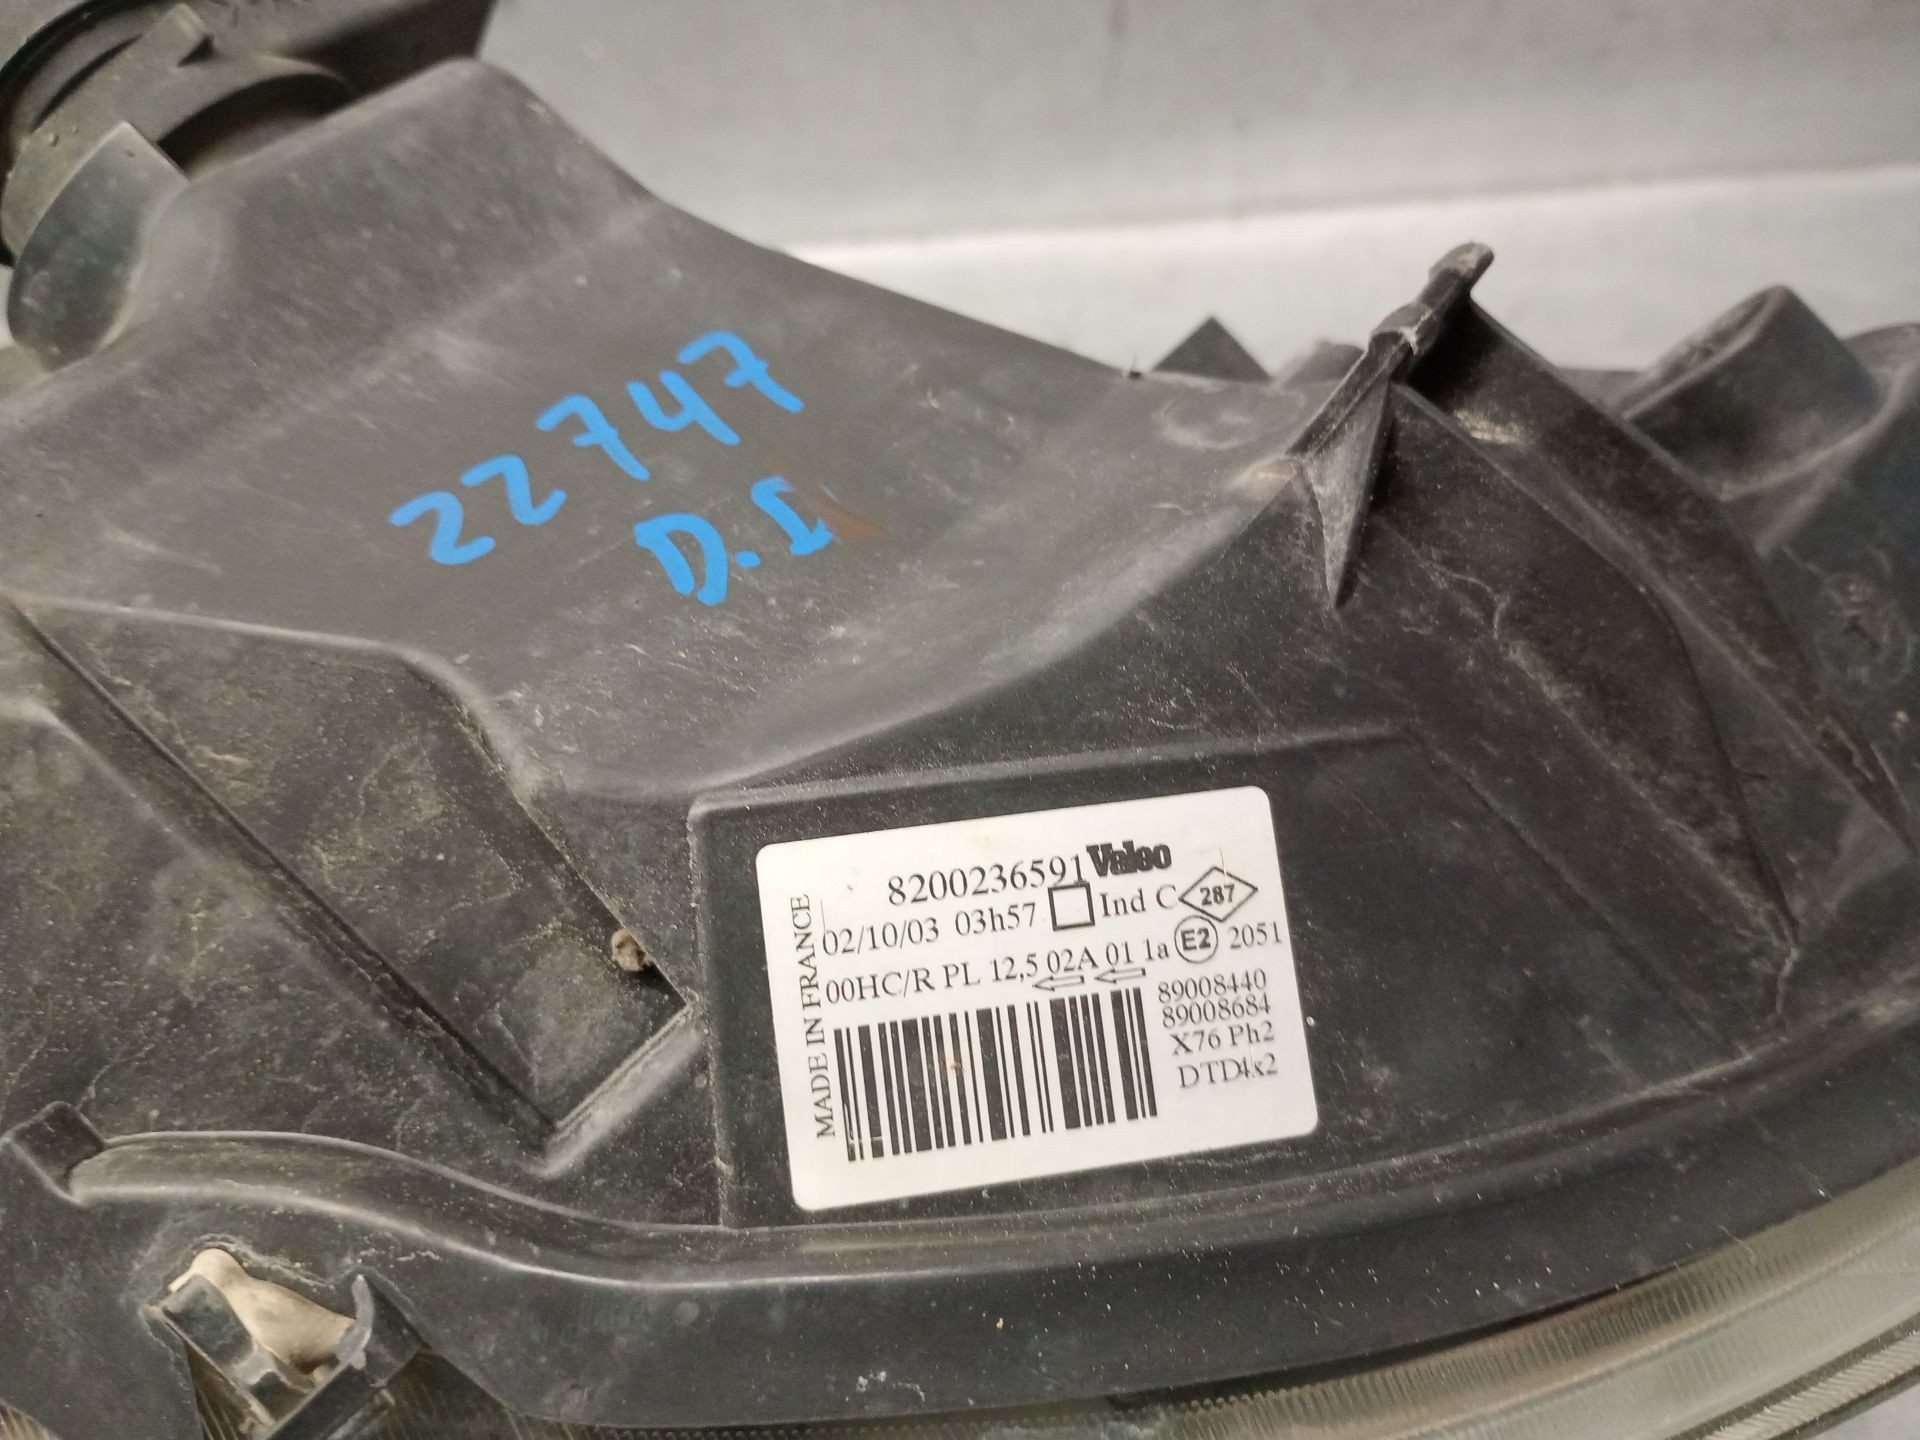 22747
D.I
8200236591 Valeo
02/10/03 03h57 Ind C 287
00HC/R PL 12,5 02A 01 1a E2 2051
MADE IN FRANCE
89008440
89008684
X76 Ph2
DTD4x2